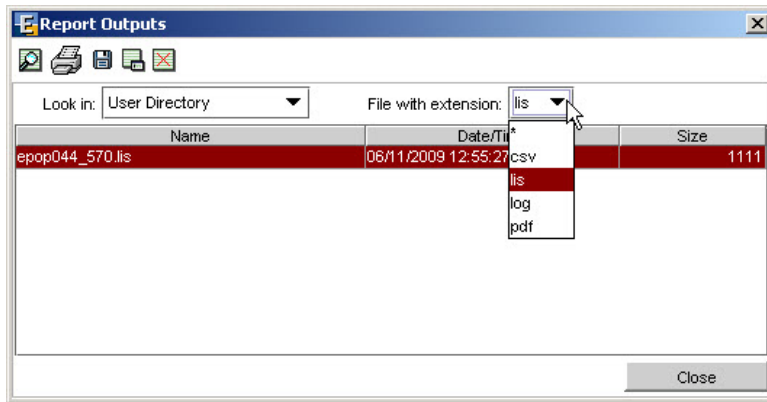 Report Outputs
Look in: User Directory File with extension: lis
Name Date/Ti Size
*
epop044_570.lis 06/11/2009 12:55:27 csv 1111
lis
log
pdf
Close